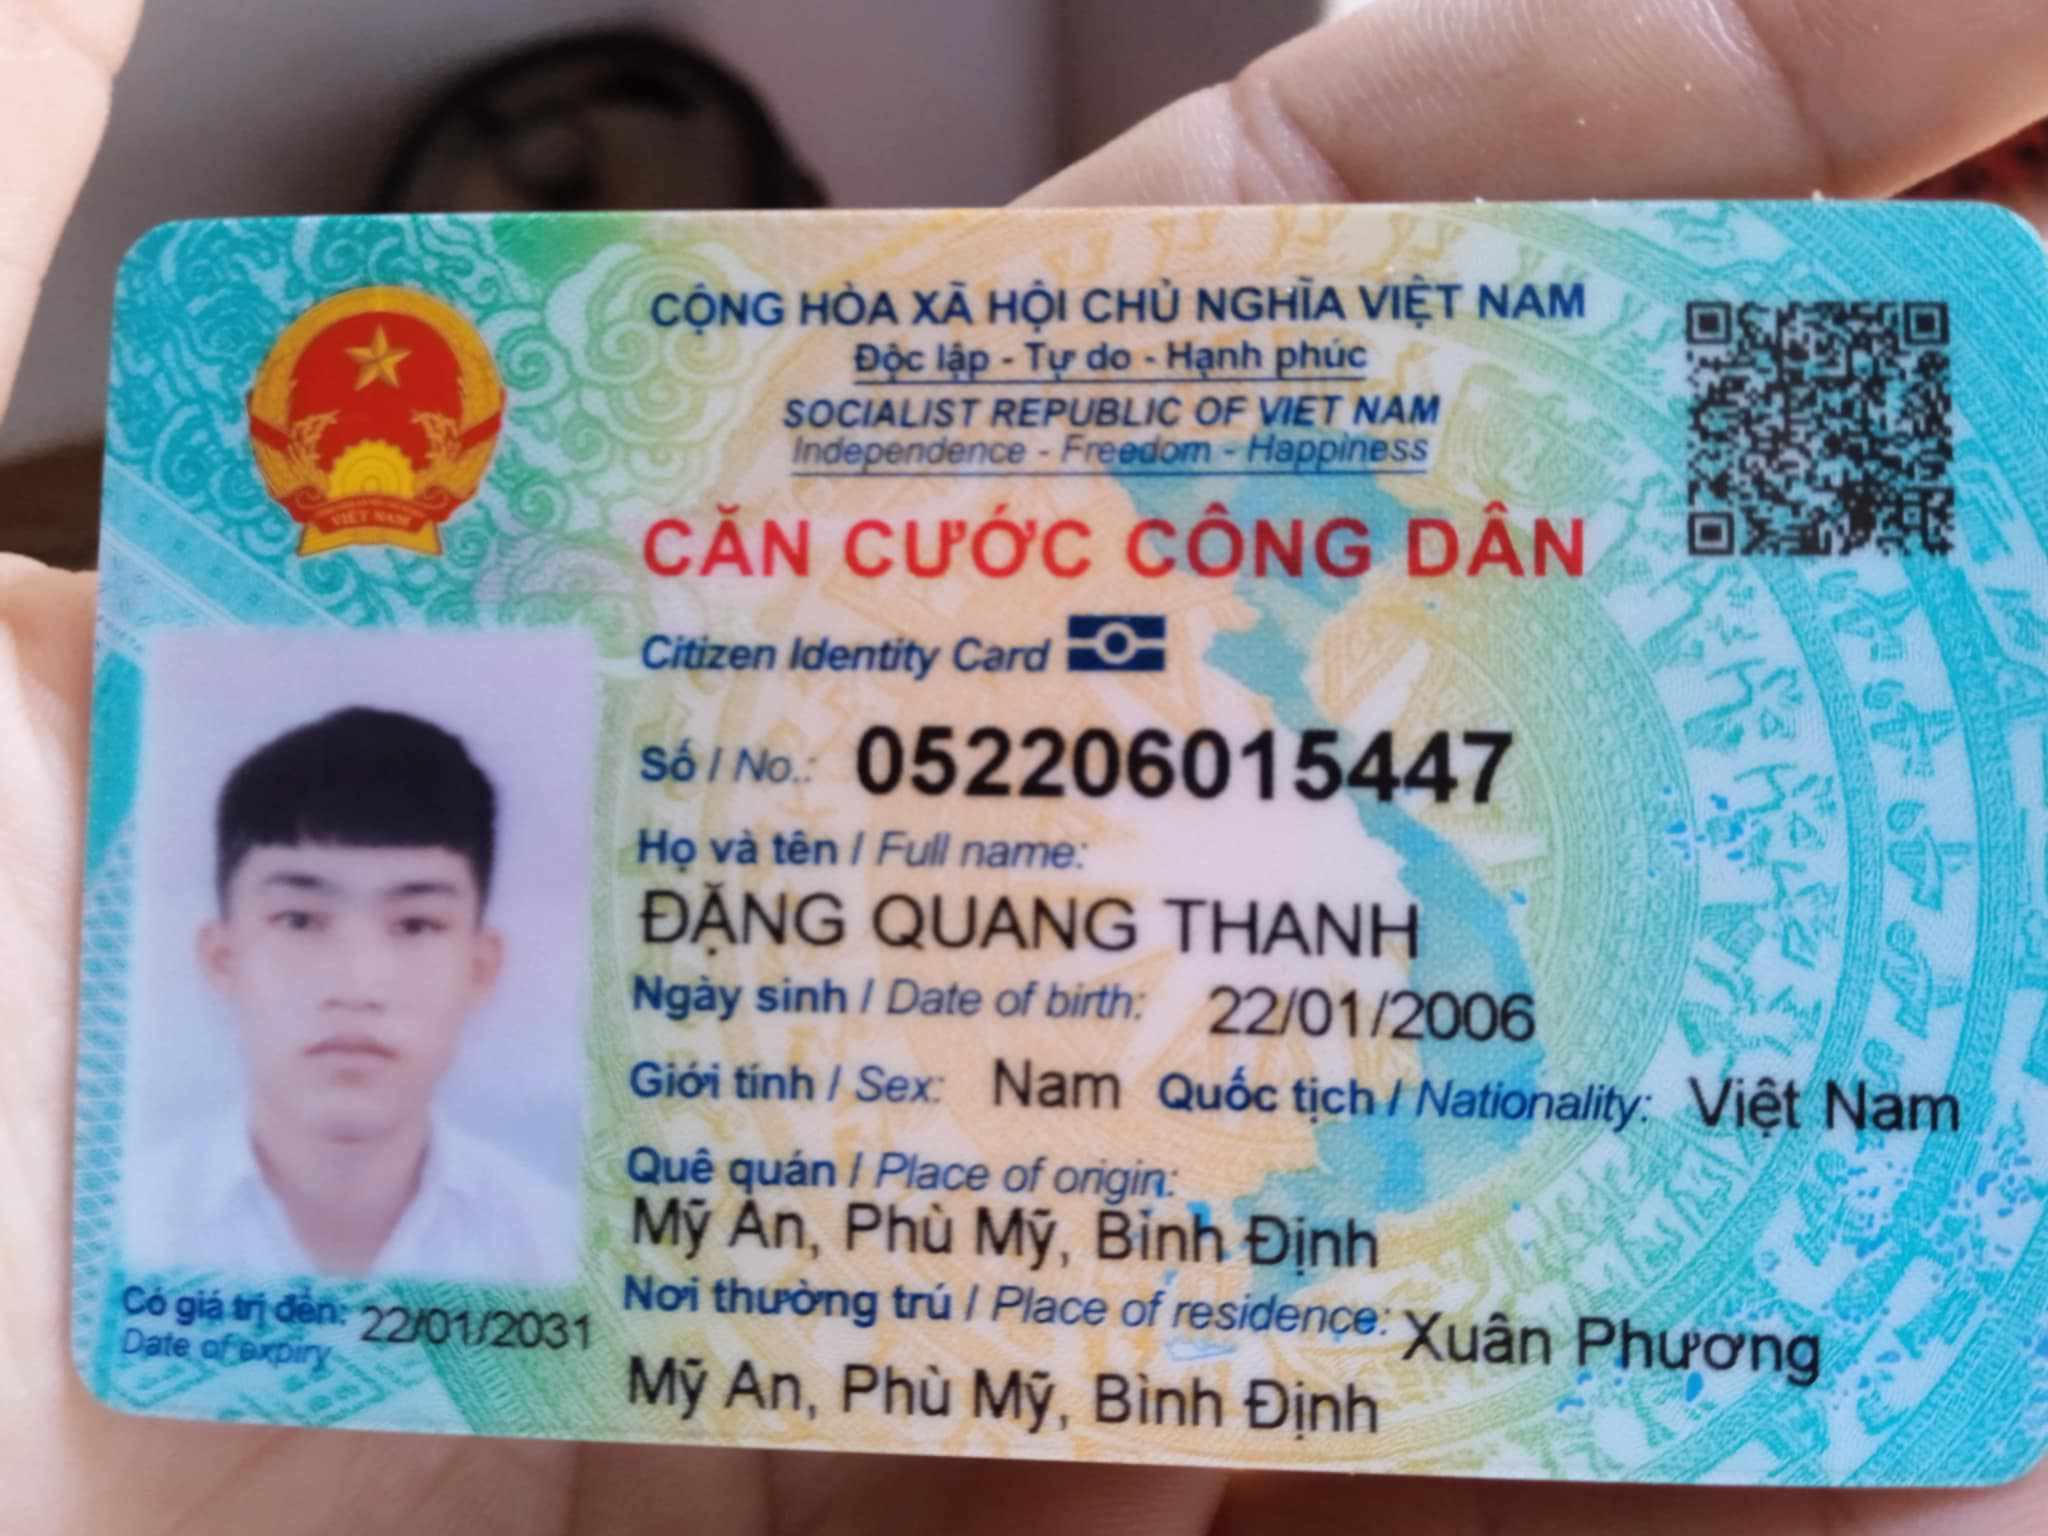 CỘNG HÒA XÃ HỘI CHỦ NGHĨA VIỆT NAM
Độc lập - Tự do - Hạnh phúc
SOCIALIST REPUBLIC OF VIET NAM
Independence - Freedom - Happiness
VIỆT NAM
CĂN CƯỚC CÔNG DÂN
Citizen Identity Card
Số / No.: 052206015447
Họ và tên / Full name:
ĐẶNG QUANG THANH
Ngày sinh / Date of birth: 22/01/2006
Giới tính / Sex: Nam Quốc tịch / Nationality: Việt Nam
Quê quán / Place of origin:
Mỹ An, Phù Mỹ, Bình Định
Nơi thường trú / Place of residence: Xuân Phương
Mỹ An, Phù Mỹ, Bình Định
Có giá trị đến: 22/01/2031
Date of expiry